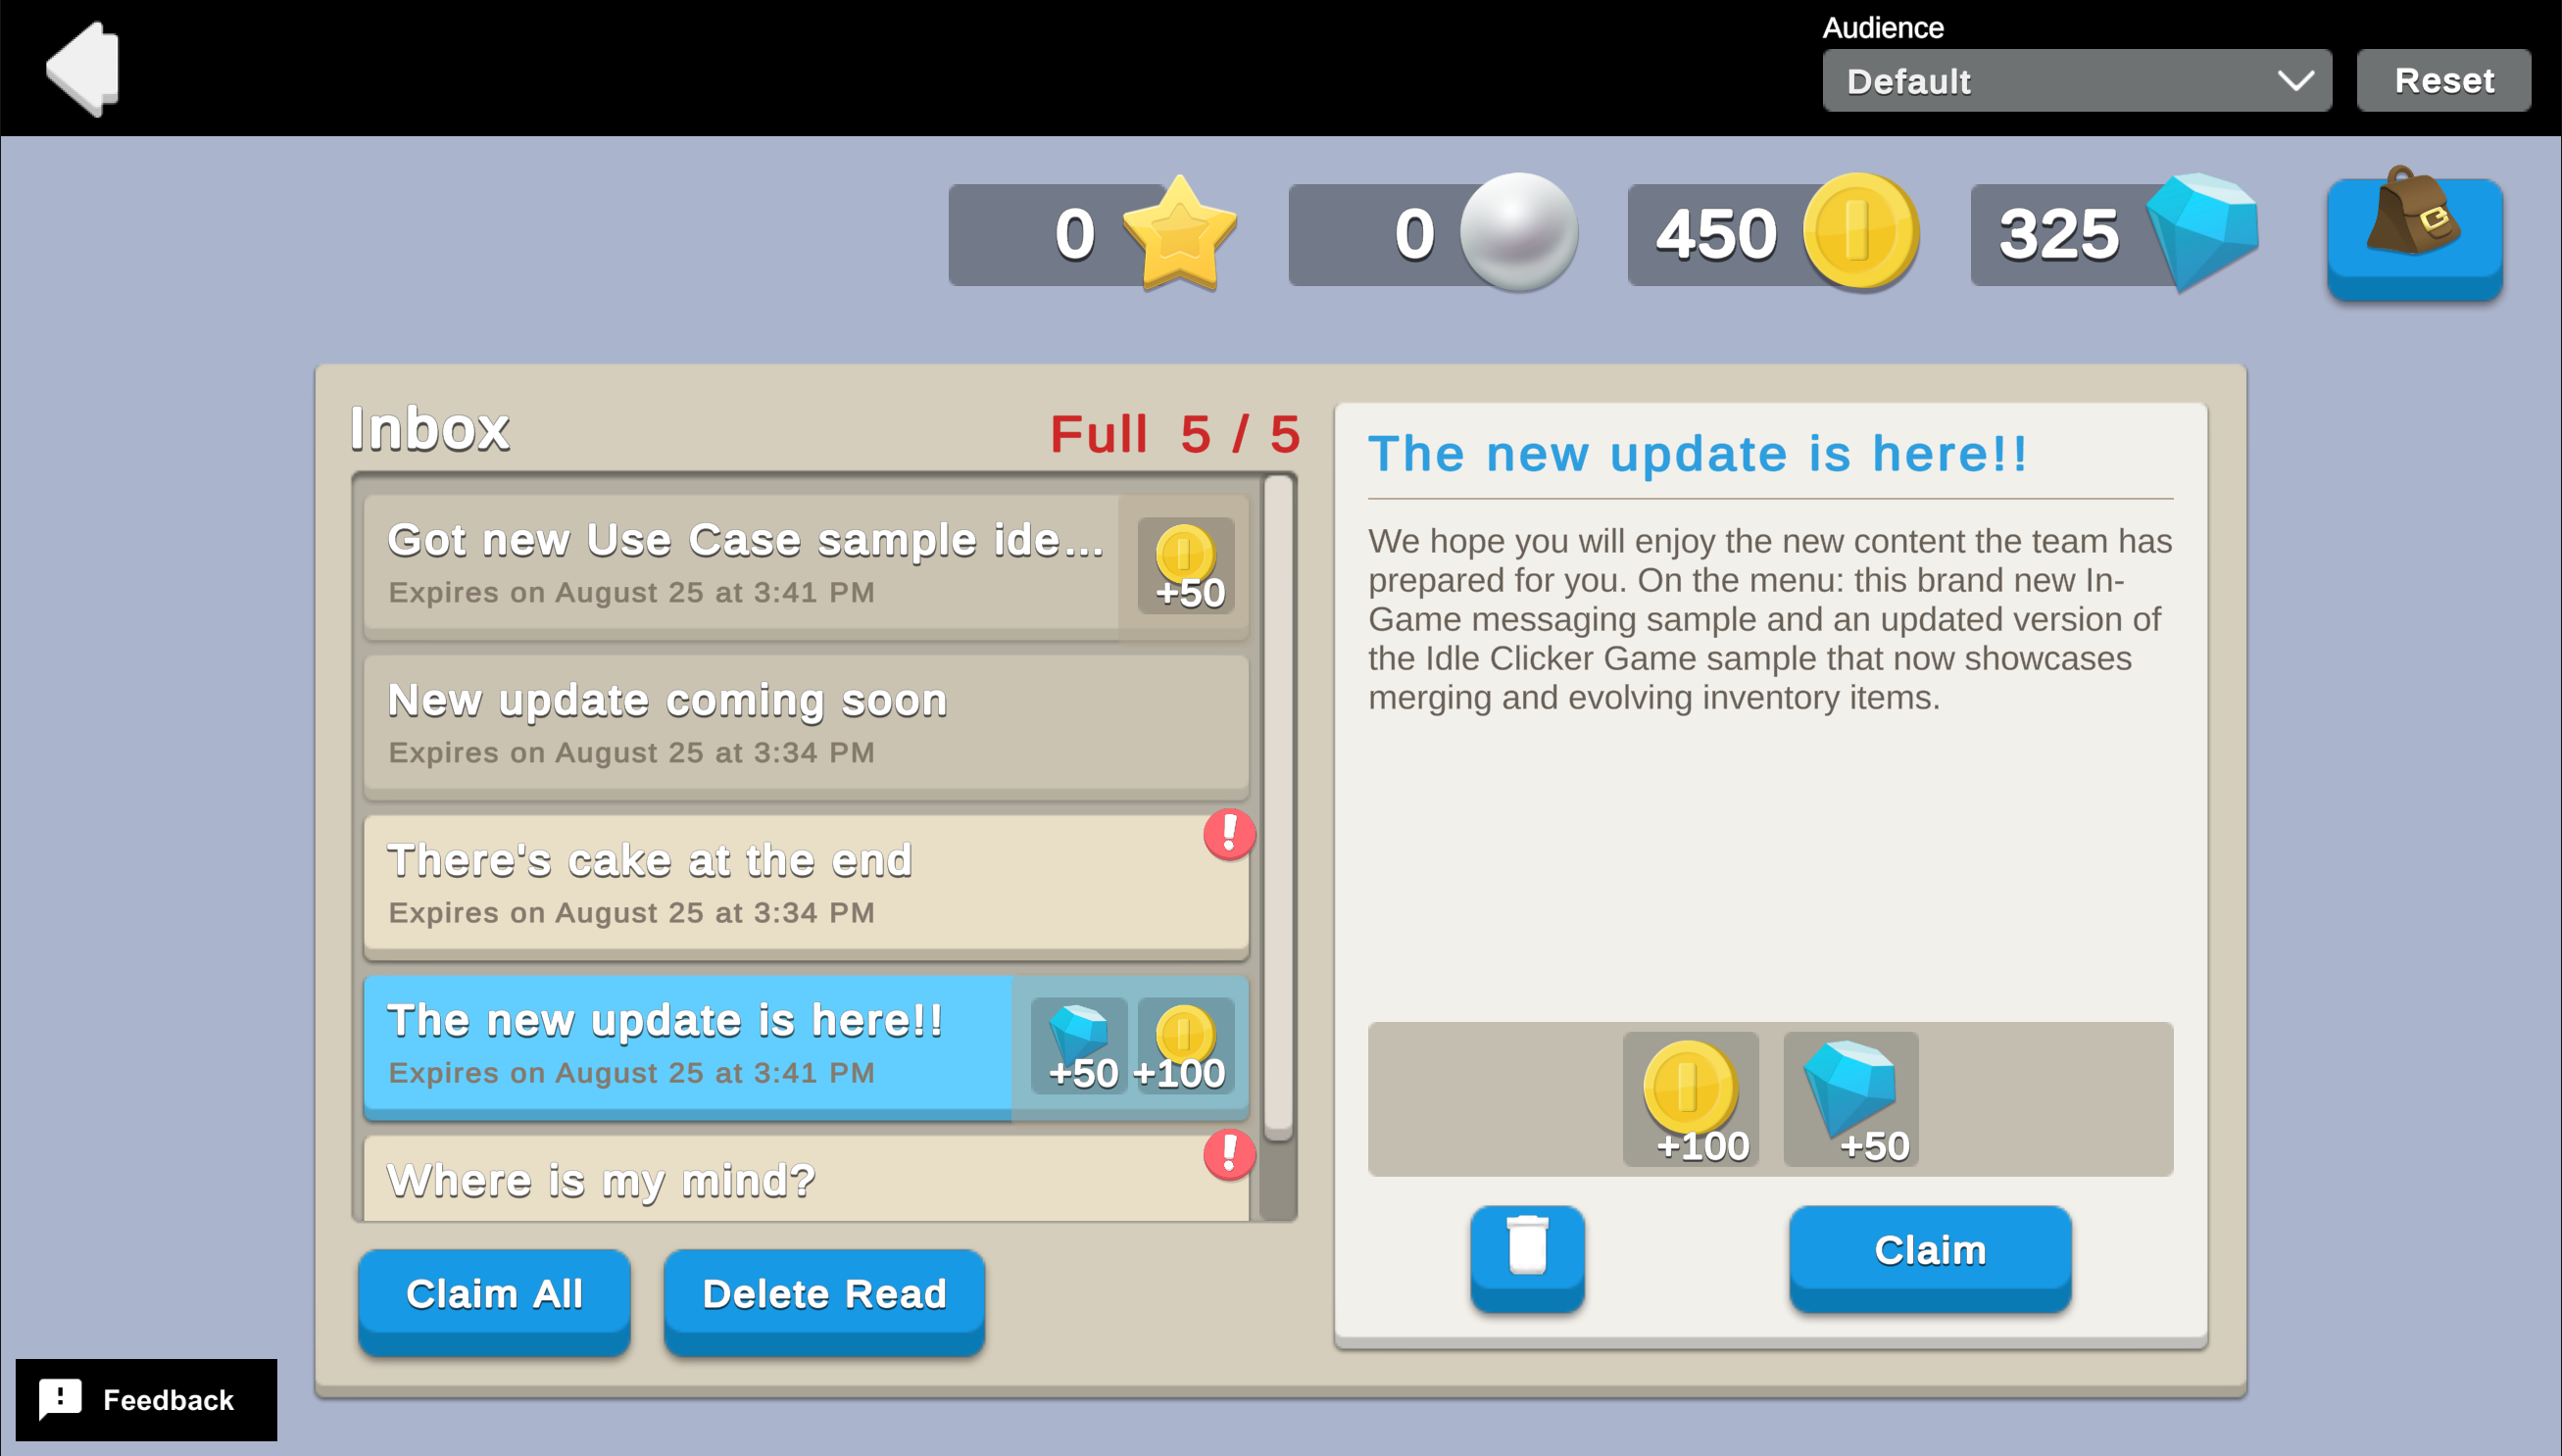 Audience
Default
Reset
0
0
450
325
Inbox
Full 5 / 5
Got new Use Case sample ide...
Expires on August 25 at 3:41 PM
+50
New update coming soon
Expires on August 25 at 3:34 PM
There's cake at the end
Expires on August 25 at 3:34 PM
The new update is here!!
Expires on August 25 at 3:41 PM
+50
+100
Where is my mind?
Claim All
Delete Read
The new update is here!!
We hope you will enjoy the new content the team has
prepared for you. On the menu: this brand new In-
Game messaging sample and an updated version of
the Idle Clicker Game sample that now showcases
merging and evolving inventory items.
+100
+50
Claim
Feedback